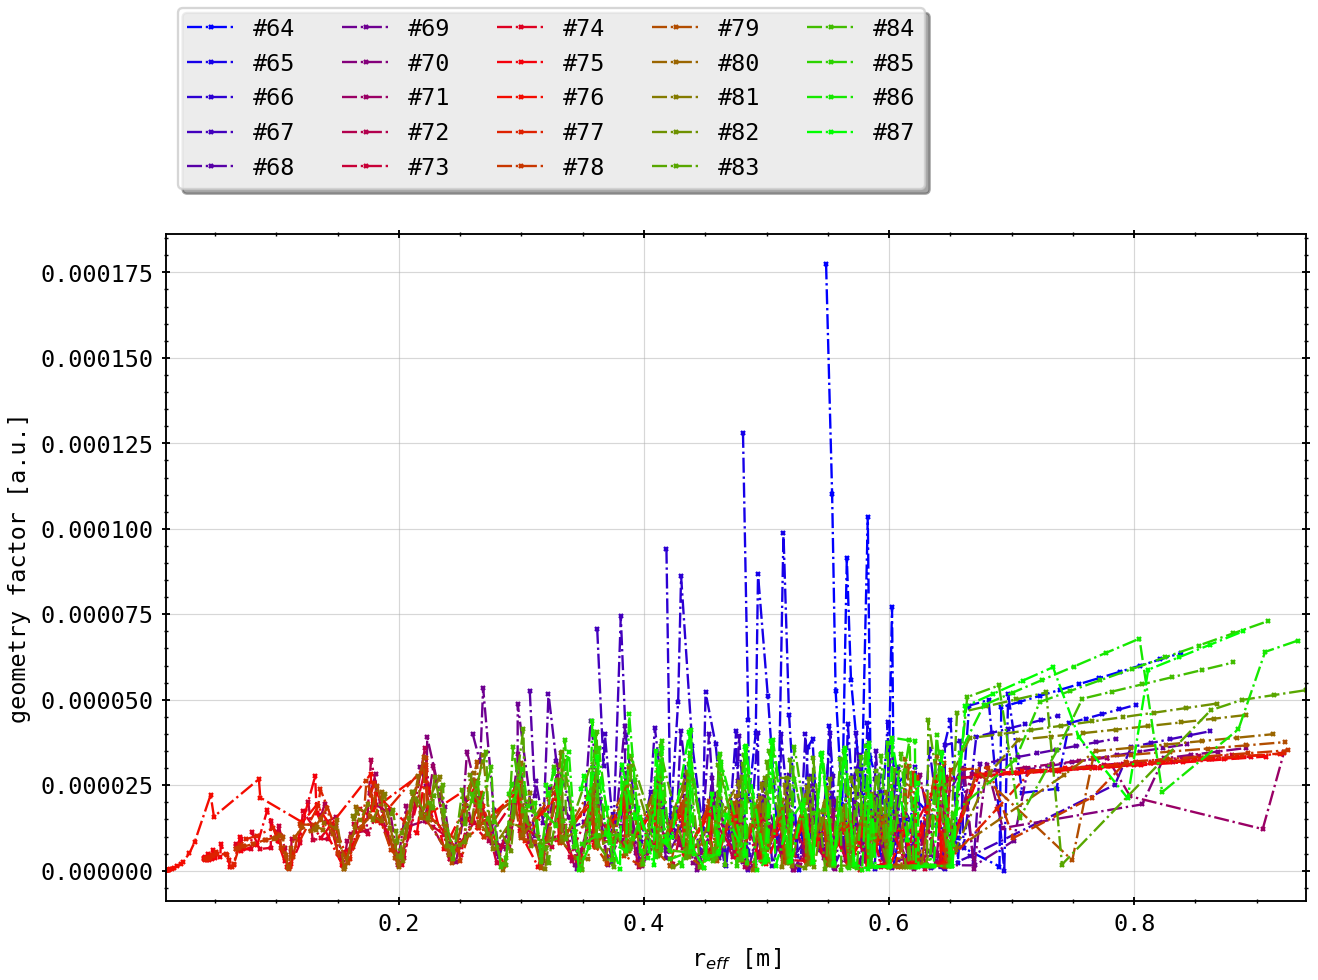 #64 #69 #74 #79 #84
#65 #70 #75 #80 #85
#66 #71 #76 #81 #86
#67 #72 #77 #82 #87
#68 #73 #78 #83
0.000175
0.000150
0.000125
0.000100
0.000075
0.000050
0.000025
0.000000
geometry factor [a.u.]
0.2 0.4 0.6 0.8
r_eff [m]